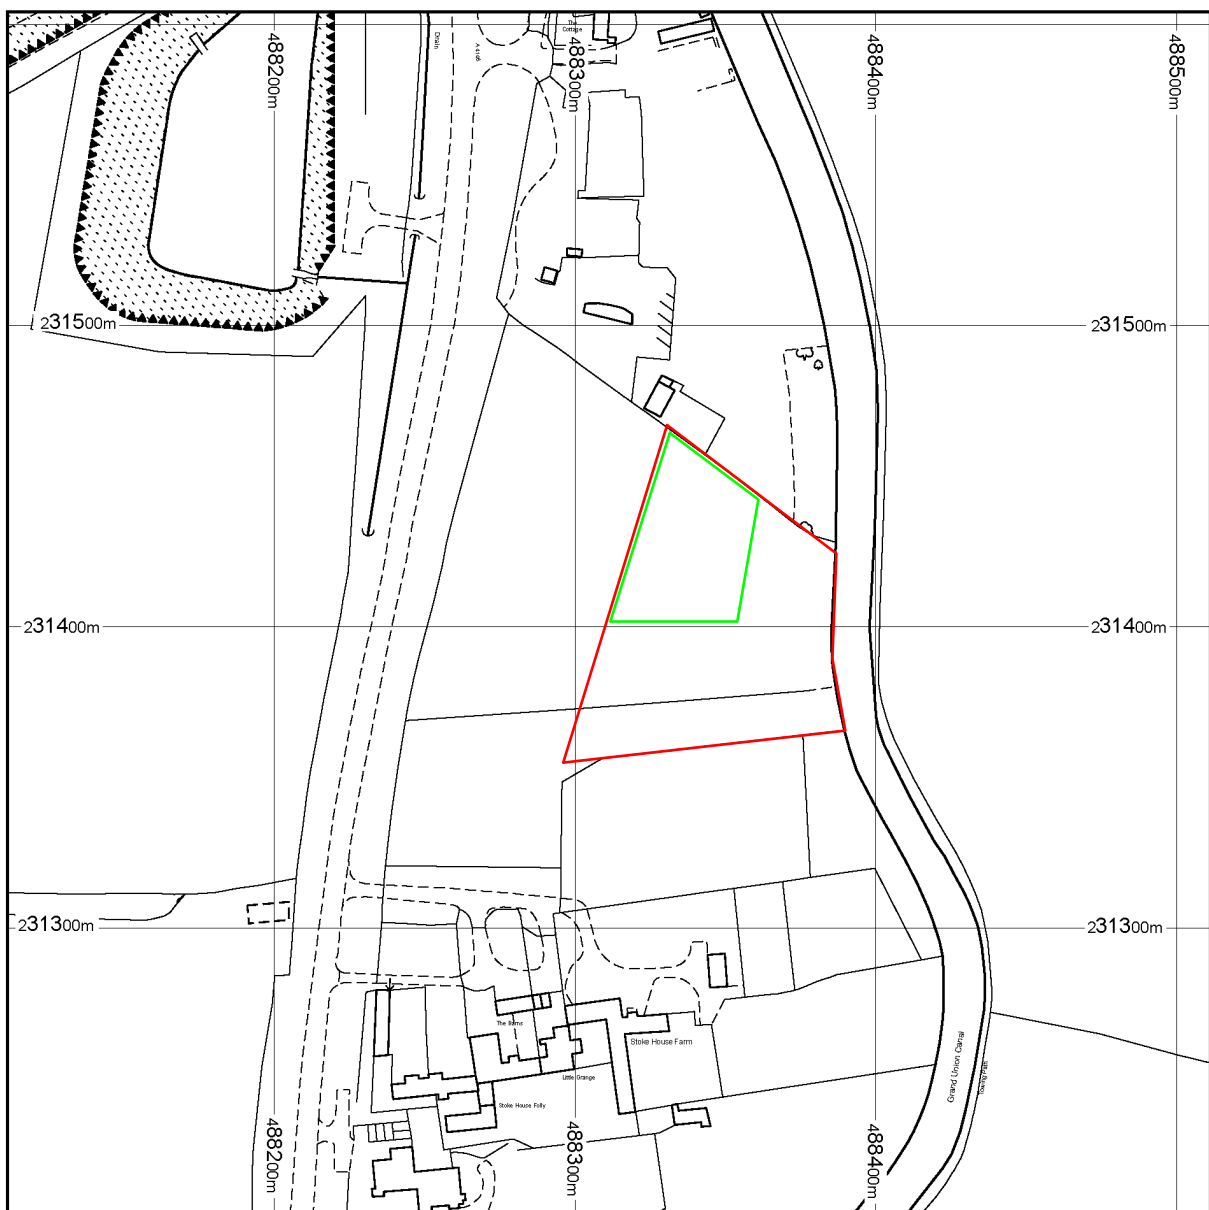 The
Cottage
Drain
A 4146
488200m
488300m
488400m
488500m
231500m
231500m
231400m
231400m
231300m
231300m
The Barns
Stoke House Farm
Little Grange
Stoke House Folly
Grand Union Canal
Towing Path
488200m
488300m
488400m